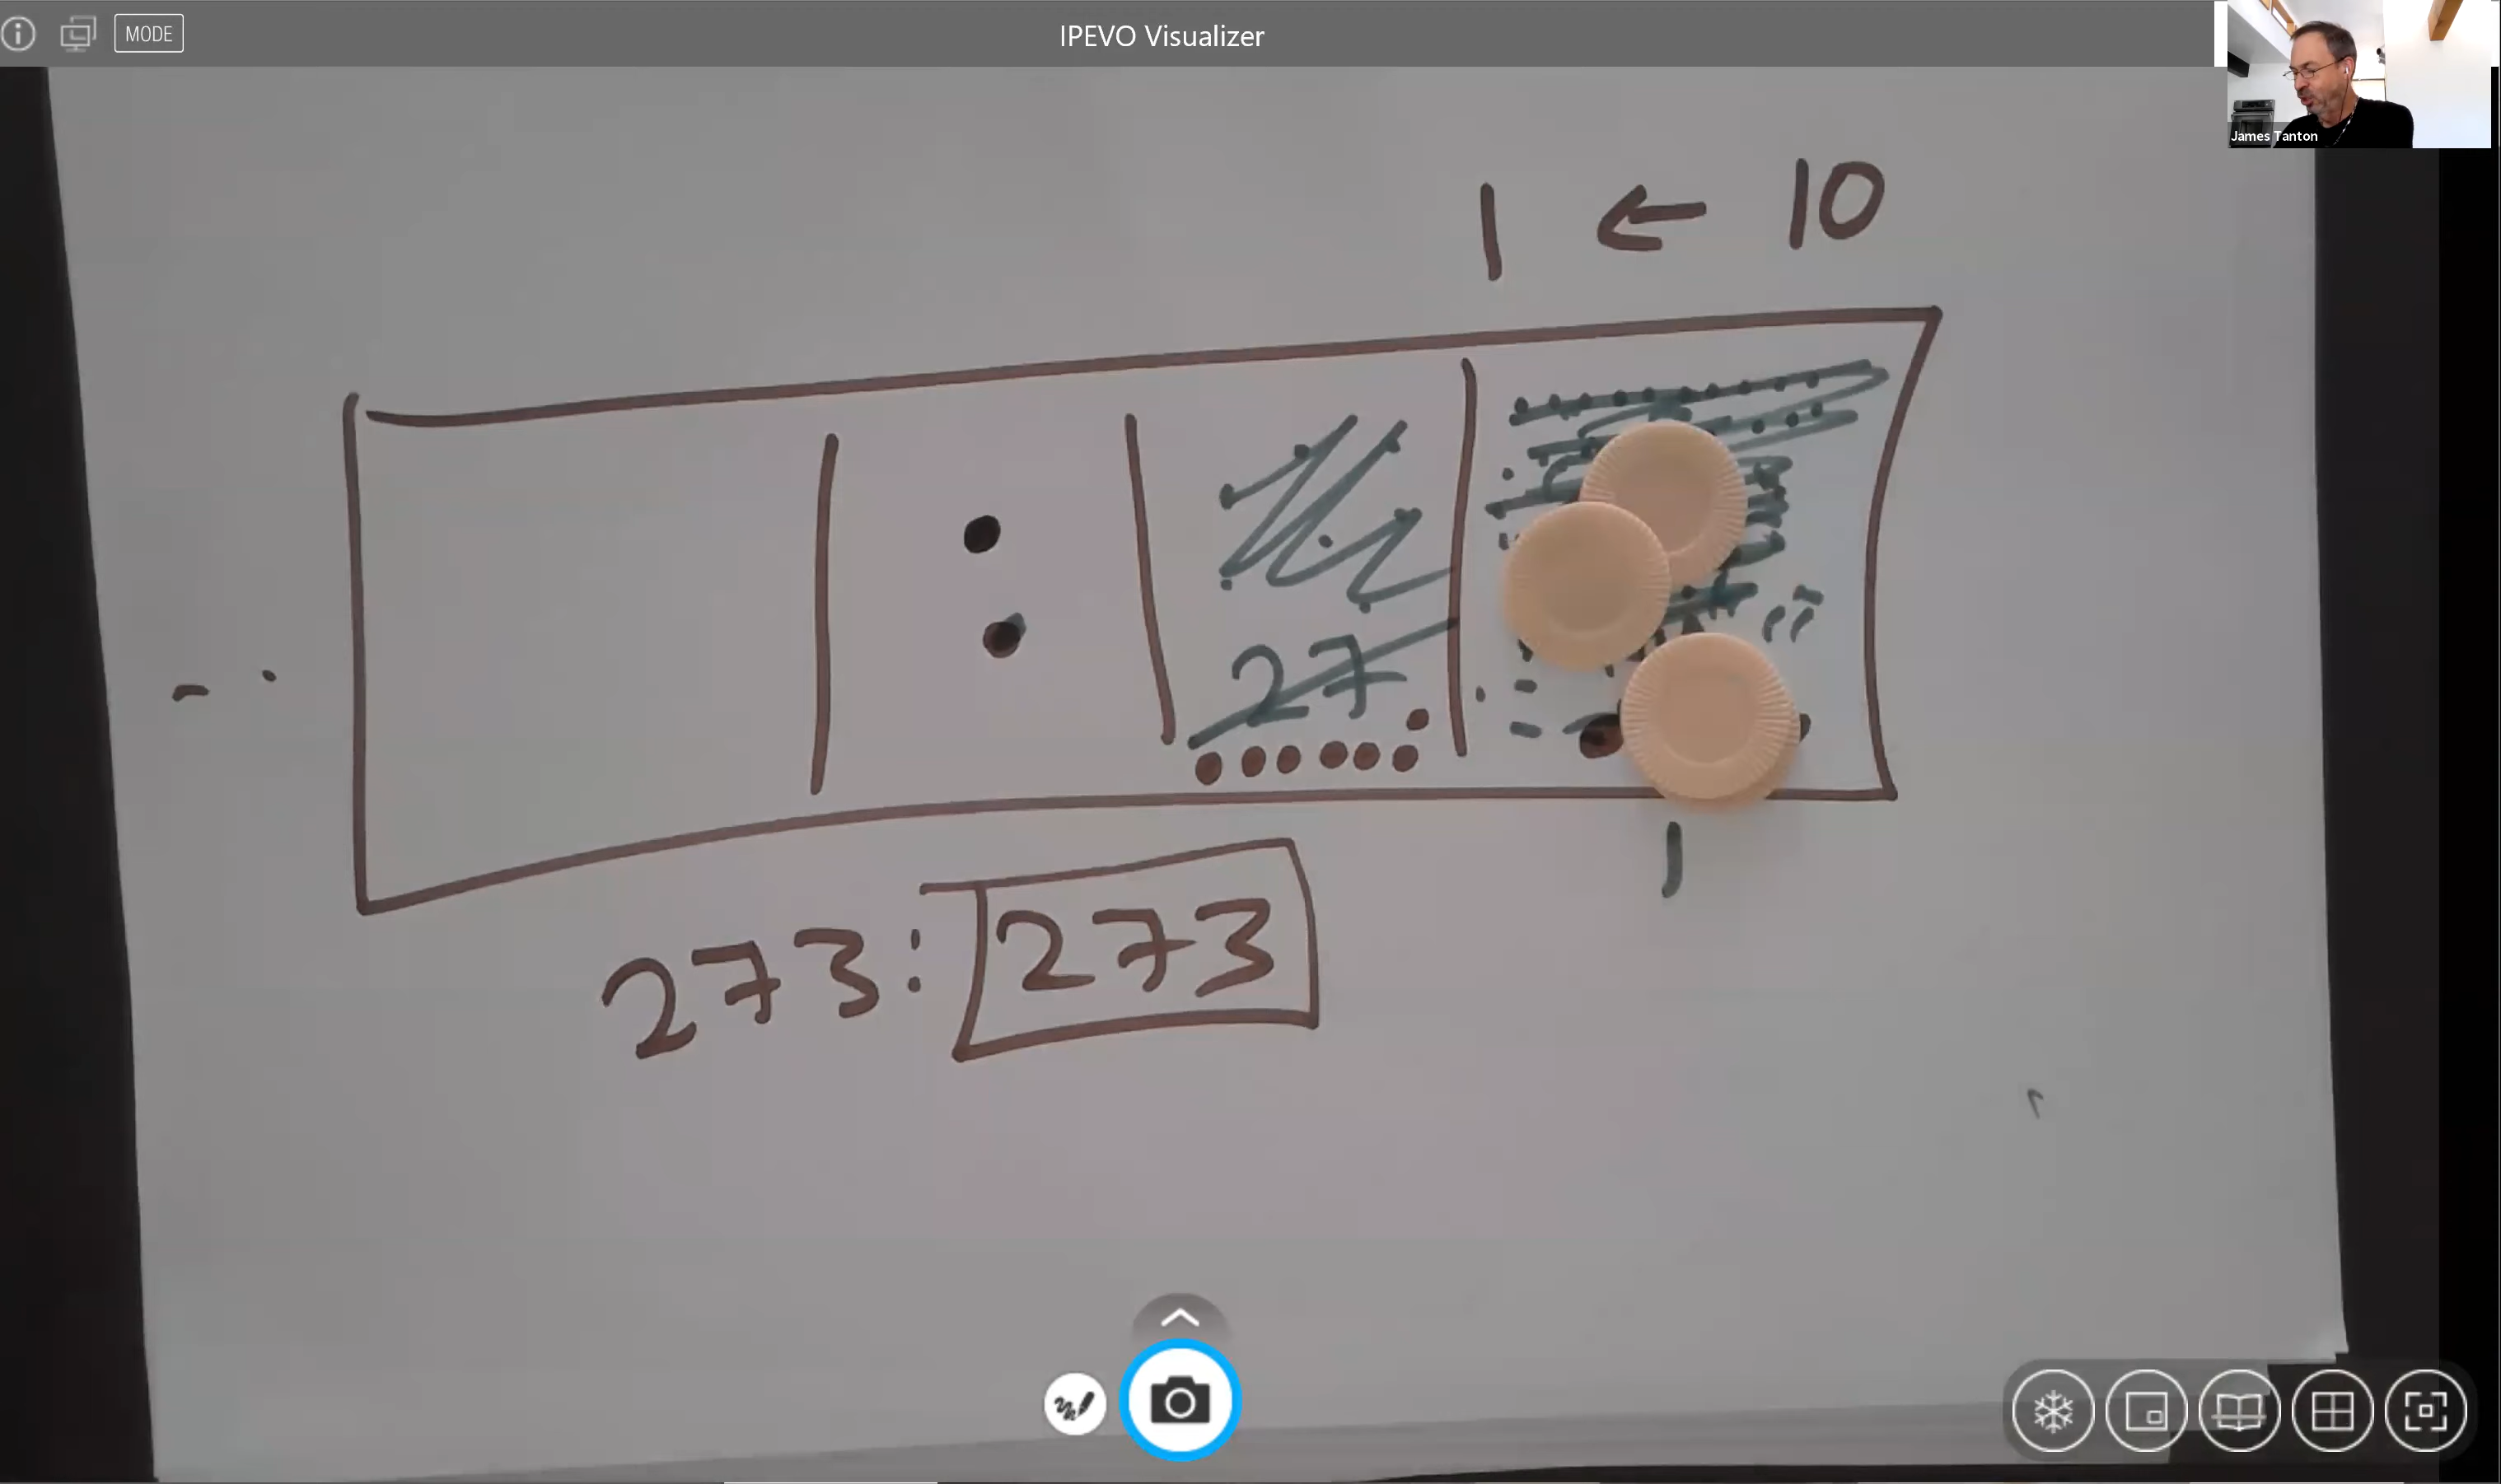 MODE
IPEVO Visualizer
James Tanton
1 ← 10
27
1
273: 273